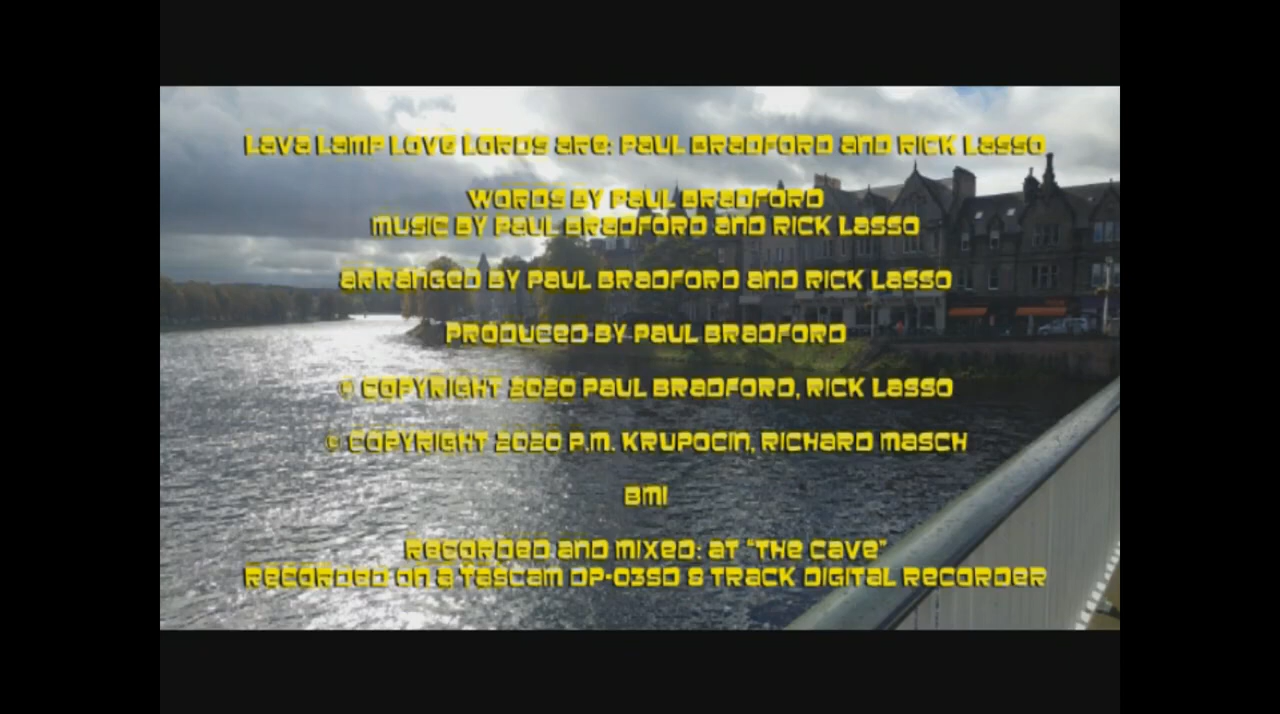 Lava Lamp Love Lords are: Paul Bradford and Rick Lasso
Words by Paul Bradford
Music by Paul Bradford and Rick Lasso
Arranged by Paul Bradford and Rick Lasso
Produced by Paul Bradford
© Copyright 2020 Paul Bradford, Rick Lasso
© Copyright 2020 P.M. Krupocin, Richard Masch
BMI
Recorded and Mixed: at "The Cave"
Recorded on a Tascam DP-03SD 8 Track Digital Recorder